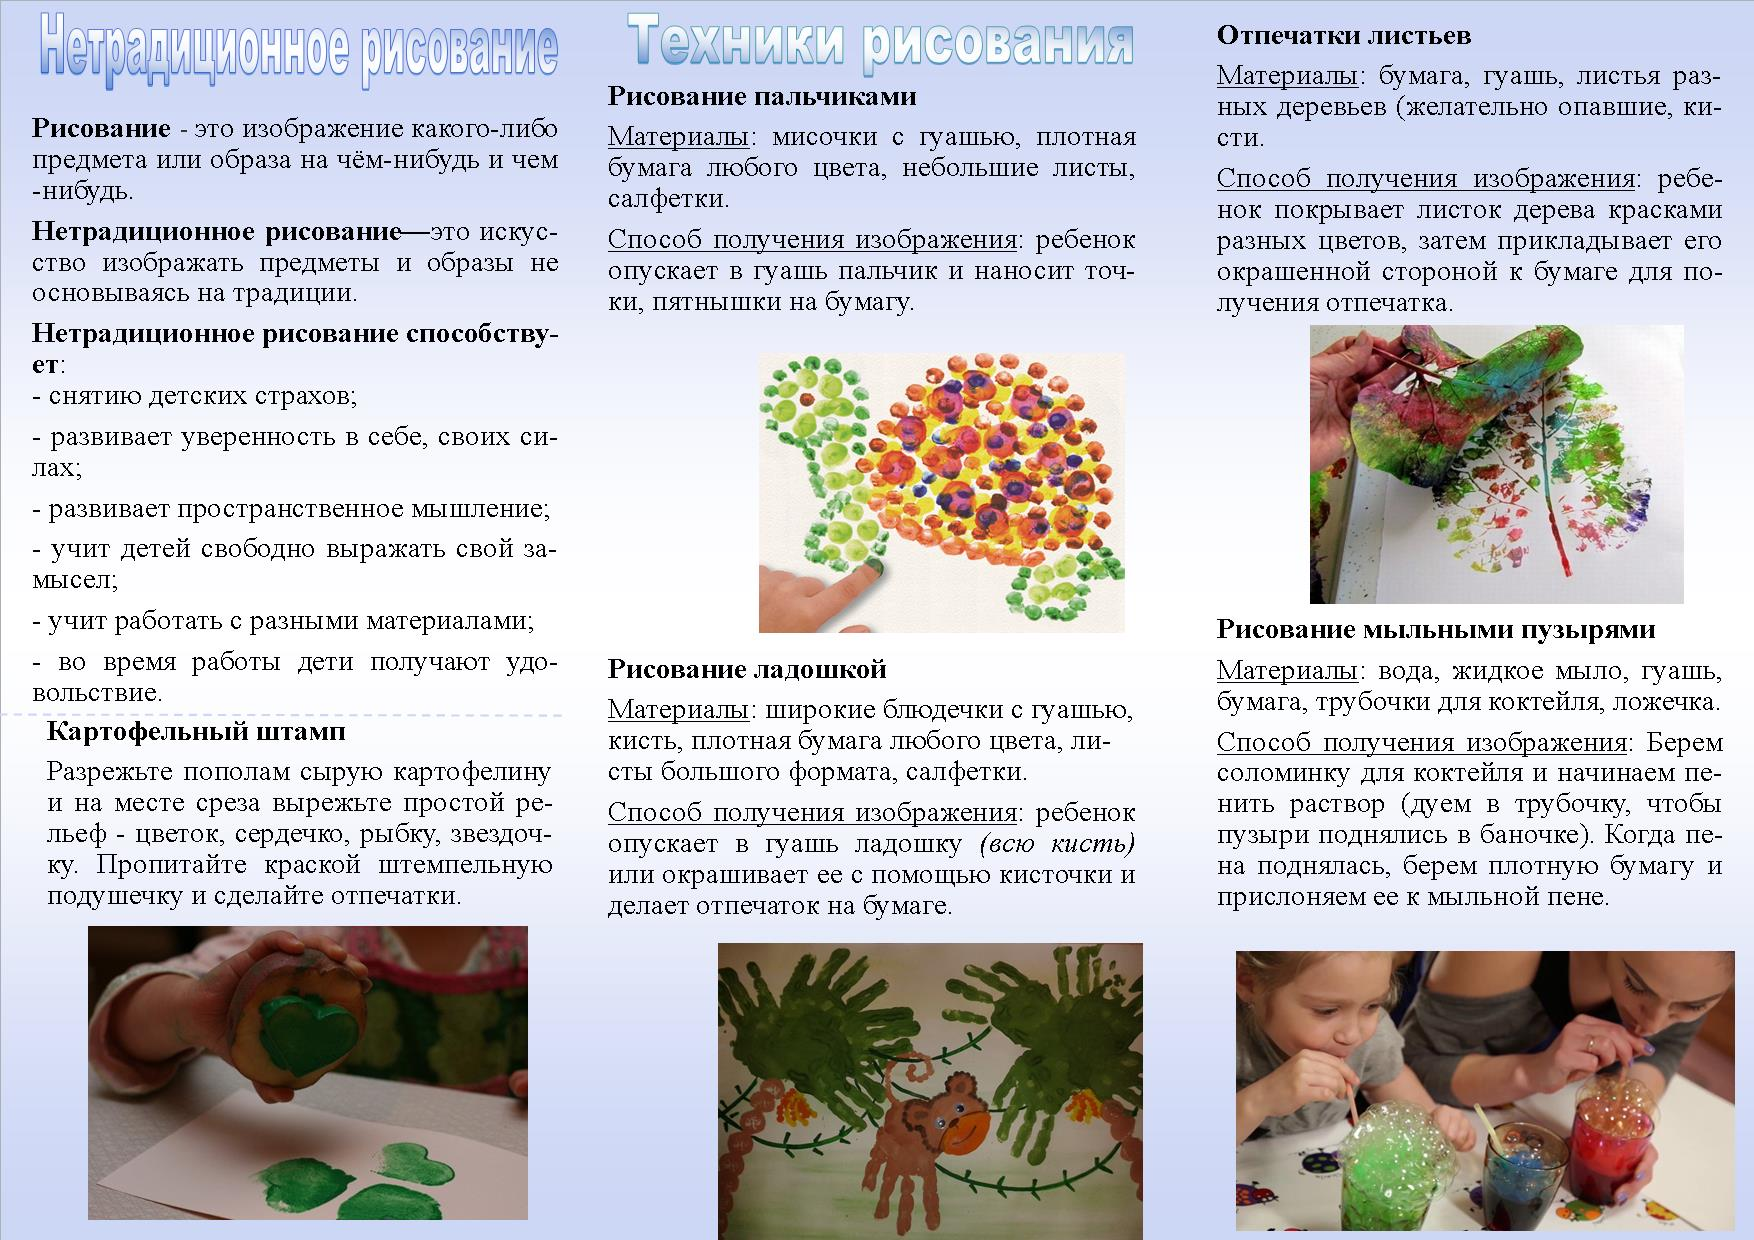 Нетрадиционное рисование
Рисование - это изображение какого-либо
предмета или образа на чём-нибудь и чем
-нибудь.
Нетрадиционное рисование—это искус-
ство изображать предметы и образы не
основываясь на традиции.
Нетрадиционное рисование способству-
ет:
- снятию детских страхов;
- развивает уверенность в себе, своих си-
лах;
- развивает пространственное мышление;
- учит детей свободно выражать свой за-
мысел;
- учит работать с разными материалами;
- во время работы дети получают удо-
вольствие.
Картофельный штамп
Разрежьте пополам сырую картофелину
и на месте среза вырежьте простой ре-
льеф - цветок, сердечко, рыбку, звездоч-
ку. Пропитайте краской штемпельную
подушечку и сделайте отпечатки.
Техники рисования
Рисование пальчиками
Материалы: мисочки с гуашью, плотная
бумага любого цвета, небольшие листы,
салфетки.
Способ получения изображения: ребенок
опускает в гуашь пальчик и наносит точ-
ки, пятнышки на бумагу.
Рисование ладошкой
Материалы: широкие блюдечки с гуашью,
кисть, плотная бумага любого цвета, ли-
сты большого формата, салфетки.
Способ получения изображения: ребенок
опускает в гуашь ладошку (всю кисть)
или окрашивает ее с помощью кисточки и
делает отпечаток на бумаге.
Отпечатки листьев
Материалы: бумага, гуашь, листья раз-
ных деревьев (желательно опавшие, ки-
сти.
Способ получения изображения: ребе-
нок покрывает листок дерева красками
разных цветов, затем прикладывает его
окрашенной стороной к бумаге для по-
лучения отпечатка.
Рисование мыльными пузырями
Материалы: вода, жидкое мыло, гуашь,
бумага, трубочки для коктейля, ложечка.
Способ получения изображения: Берем
соломинку для коктейля и начинаем пе-
нить раствор (дуем в трубочку, чтобы
пузыри поднялись в баночке). Когда пе-
на поднялась, берем плотную бумагу и
прислоняем ее к мыльной пене.